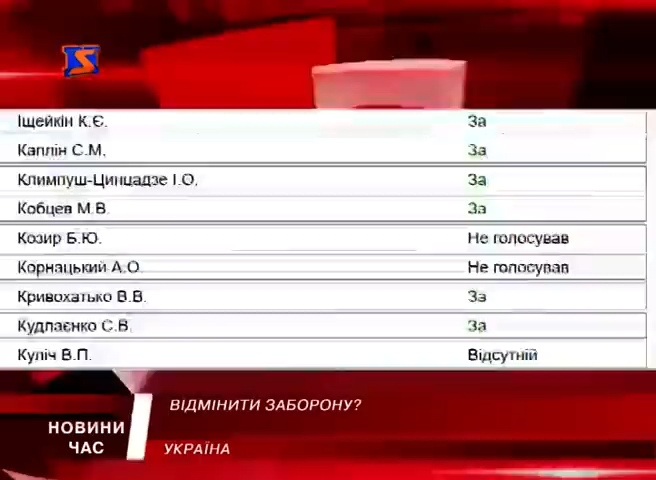 Іщейкін К.Є. За
Каплін С.М. За
Климпуш-Цинцадзе І.О. За
Кобцев М.В. За
Козир Б.Ю. Не голосував
Корнацький А.О. Не голосував
Кривохатько В.В. За
Кудлаєнко С.В. За
Куліч В.П. Відсутній
ВІДМІНИТИ ЗАБОРОНУ?
НОВИНИ
ЧАС
УКРАЇНА